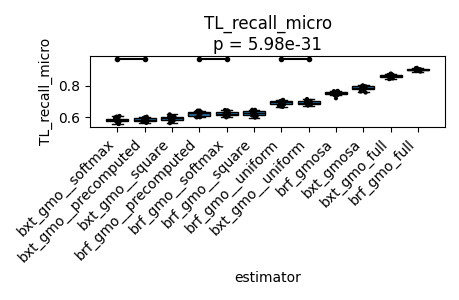 TL_recall_micro
p = 5.98e-31
TL_recall_micro
0.8
0.6
bxt_gmo__softmax
bxt_gmo__precomputed
bxt_gmo__square
brf_gmo__precomputed
brf_gmo__softmax
brf_gmo__square
brf_gmo__uniform
bxt_gmo__uniform
brf_gmosa
bxt_gmosa
bxt_gmo_full
brf_gmo_full
estimator